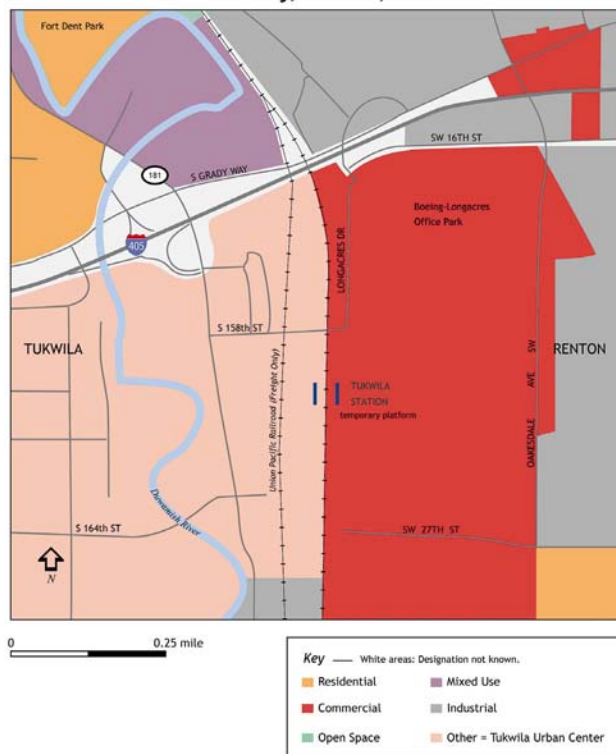 Fort Dent Park
SW 16TH ST
S GRADY WAY
181
Boeing-Longacres
Office Park
405
LONGACRES DR
S 158th ST
TUKWILA
RENTON
OAKESDALE AVE SW
Union Pacific Railroad (Freight Only)
TUKWILA
STATION
temporary platform
Duwamish River
S 164th ST
SW 27TH ST
N
0 0.25 mile
Key White areas: Designation not known.
Residential Mixed Use
Commercial Industrial
Open Space Other = Tukwila Urban Center